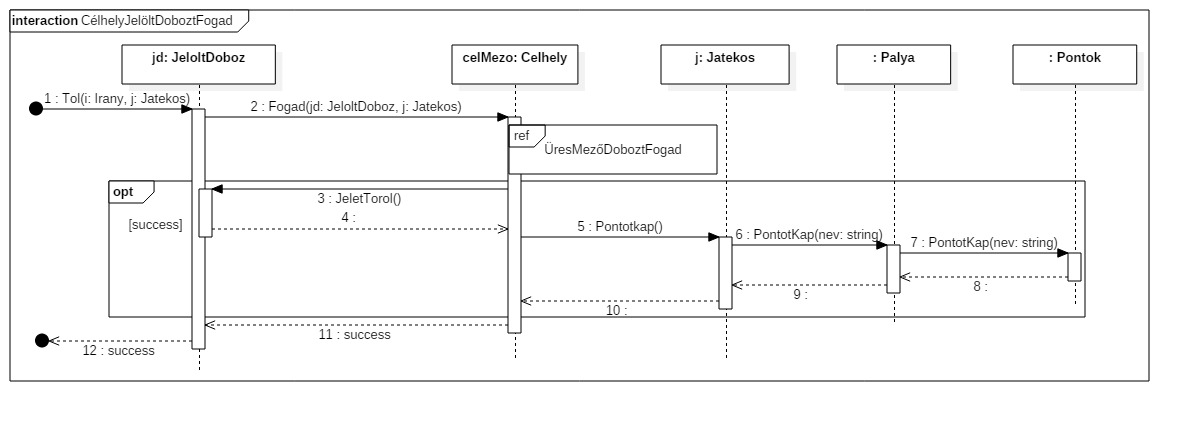 interaction CélhelyJelöltDoboztFogad
jd: JeloltDoboz
celMezo: Celhely
j: Jatekos
: Palya
: Pontok
1 : Tol(i: Irany, j: Jatekos)
2 : Fogad(jd: JeloltDoboz, j: Jatekos)
ref
ÜresMezőDoboztFogad
opt
[success]
3 : JeletTorol()
4 :
5 : Pontotkap()
6 : PontotKap(nev: string)
7 : PontotKap(nev: string)
8 :
9 :
10 :
11 : success
12 : success